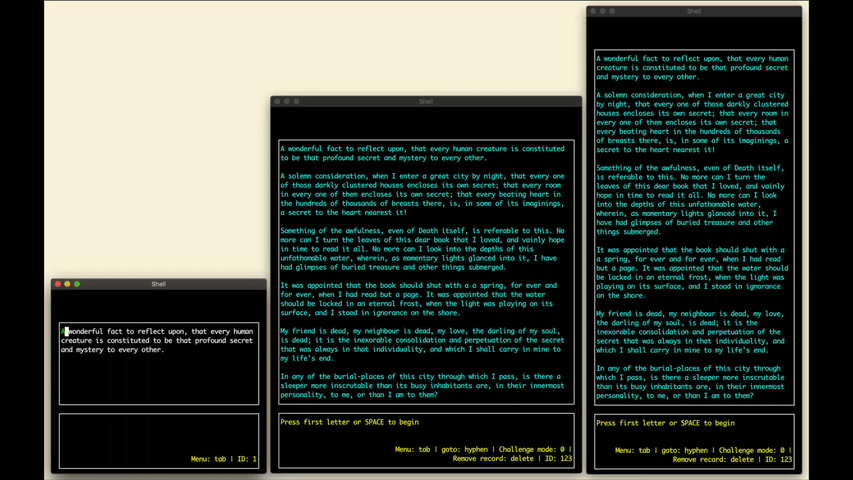 Shell
A wonderful fact to reflect upon, that every human
creature is constituted to be that profound secret
and mystery to every other.
Menu: tab | ID: 1
Shell
A wonderful fact to reflect upon, that every human creature is constituted
to be that profound secret and mystery to every other.
A solemn consideration, when I enter a great city by night, that every one
of those darkly clustered houses encloses its own secret; that every room
in every one of them encloses its own secret; that every beating heart in
the hundreds of thousands of breasts there, is, in some of its imaginings,
a secret to the heart nearest it!
Something of the awfulness, even of Death itself, is referable to this. No
more can I turn the leaves of this dear book that I loved, and vainly hope
in time to read it all. No more can I look into the depths of this
unfathomable water, wherein, as momentary lights glanced into it, I have
had glimpses of buried treasure and other things submerged.
It was appointed that the book should shut with a a spring, for ever and
for ever, when I had read but a page. It was appointed that the water
should be locked in an eternal frost, when the light was playing on its
surface, and I stood in ignorance on the shore.
My friend is dead, my neighbour is dead, my love, the darling of my soul,
is dead; it is the inexorable consolidation and perpetuation of the secret
that was always in that individuality, and which I shall carry in mine to
my life's end.
In any of the burial-places of this city through which I pass, is there a
sleeper more inscrutable than its busy inhabitants are, in their innermost
personality, to me, or than I am to them?
Press first letter or SPACE to begin
Menu: tab | goto: hyphen | Challenge mode: 0 |
Remove record: delete | ID: 123
Shell
A wonderful fact to reflect upon, that every human
creature is constituted to be that profound secret
and mystery to every other.
A solemn consideration, when I enter a great city
by night, that every one of those darkly clustered
houses encloses its own secret; that every room in
every one of them encloses its own secret; that
every beating heart in the hundreds of thousands
of breasts there, is, in some of its imaginings, a
secret to the heart nearest it!
Something of the awfulness, even of Death itself,
is referable to this. No more can I turn the
leaves of this dear book that I loved, and vainly
hope in time to read it all. No more can I look
into the depths of this unfathomable water,
wherein, as momentary lights glanced into it, I
have had glimpses of buried treasure and other
things submerged.
It was appointed that the book should shut with a
a spring, for ever and for ever, when I had read
but a page. It was appointed that the water should
be locked in an eternal frost, when the light was
playing on its surface, and I stood in ignorance
on the shore.
My friend is dead, my neighbour is dead, my love,
the darling of my soul, is dead; it is the
inexorable consolidation and perpetuation of the
secret that was always in that individuality, and
which I shall carry in mine to my life's end.
In any of the burial-places of this city through
which I pass, is there a sleeper more inscrutable
than its busy inhabitants are, in their innermost
personality, to me, or than I am to them?
Press first letter or SPACE to begin
Menu: tab | goto: hyphen | Challenge mode: 0 |
Remove record: delete | ID: 123